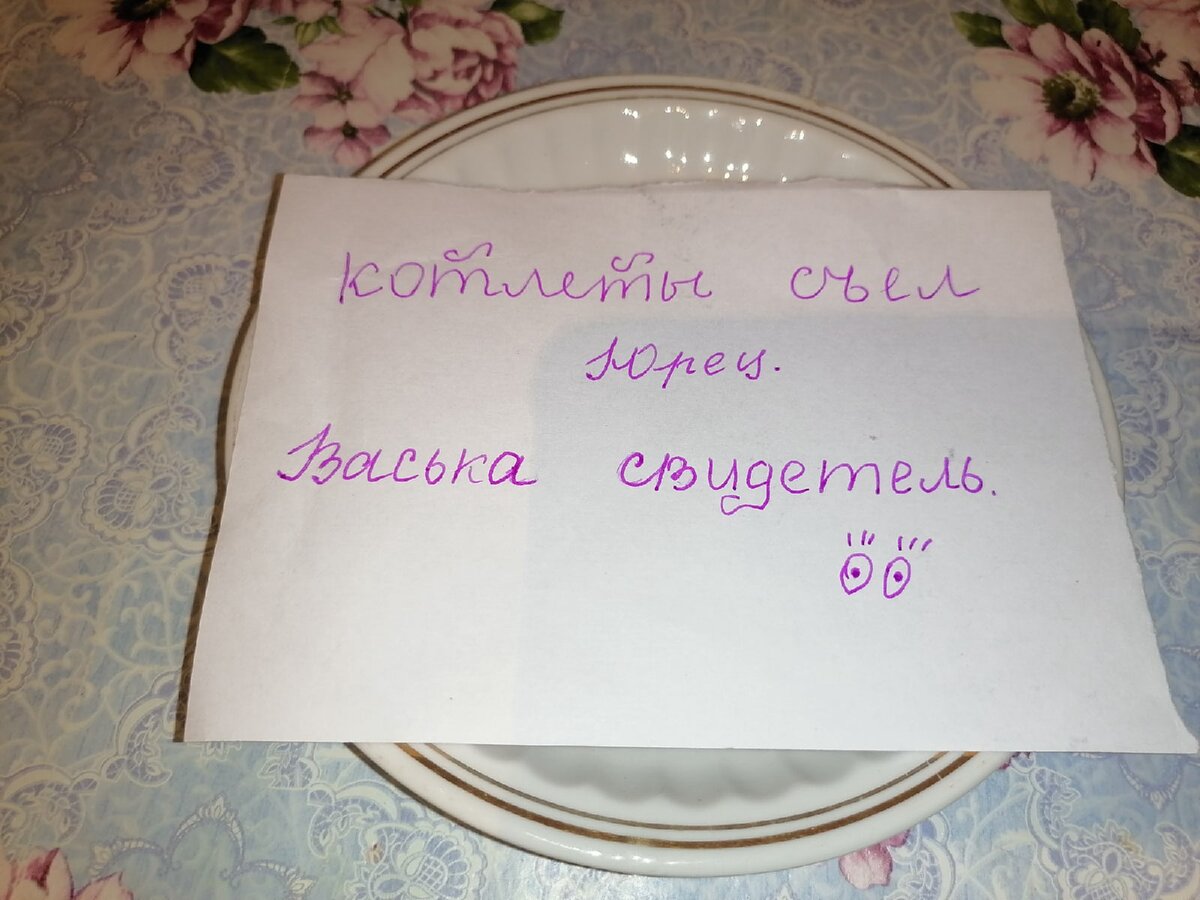 котлеты съел
Юрец.
Васька свидетель.